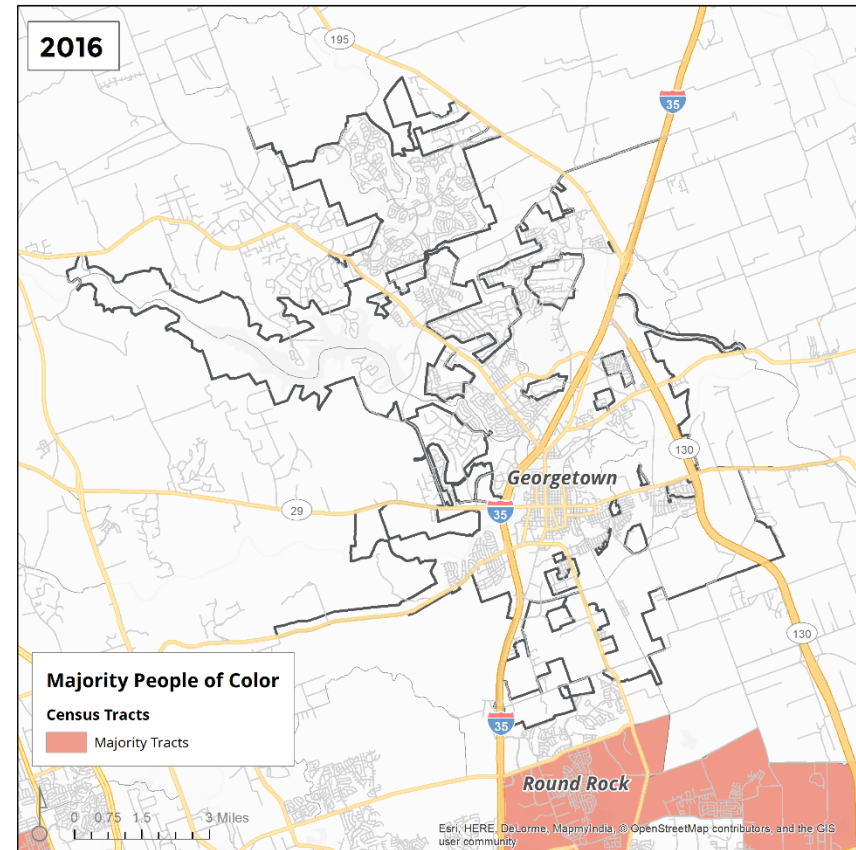 2016
195
35
Georgetown
130
29
35
130
Majority People of Color
Census Tracts
Majority Tracts
35
Round Rock
0 0.75 1.5 3 Miles
Esri, HERE, DeLorme, MapmyIndia, © OpenStreetMap contributors, and the GIS
user community